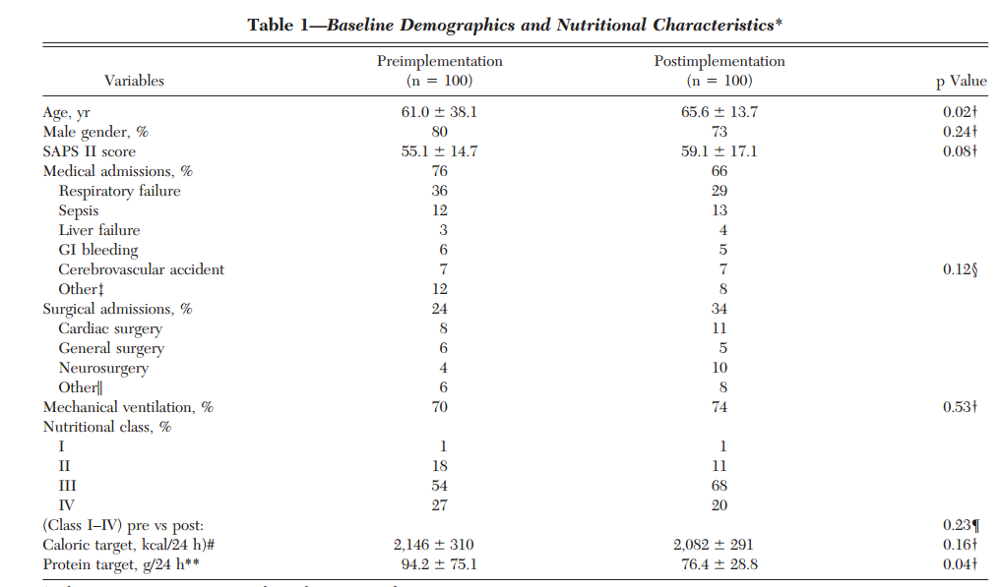 Table 1—Baseline Demographics and Nutritional Characteristics*
Preimplementation Postimplementation
Variables (n = 100) (n = 100) p Value
Age, yr 61.0 ± 38.1 65.6 ± 13.7 0.02†
Male gender, % 80 73 0.24†
SAPS II score 55.1 ± 14.7 59.1 ± 17.1 0.08†
Medical admissions, % 76 66
Respiratory failure 36 29
Sepsis 12 13
Liver failure 3 4
GI bleeding 6 5
Cerebrovascular accident 7 7 0.12§
Other‡ 12 8
Surgical admissions, % 24 34
Cardiac surgery 8 11
General surgery 6 5
Neurosurgery 4 10
Other‖ 6 8
Mechanical ventilation, % 70 74 0.53†
Nutritional class, %
I 1 1
II 18 11
III 54 68
IV 27 20
(Class I–IV) pre vs post: 0.23¶
Caloric target, kcal/24 h)# 2,146 ± 310 2,082 ± 291 0.16†
Protein target, g/24 h** 94.2 ± 75.1 76.4 ± 28.8 0.04†